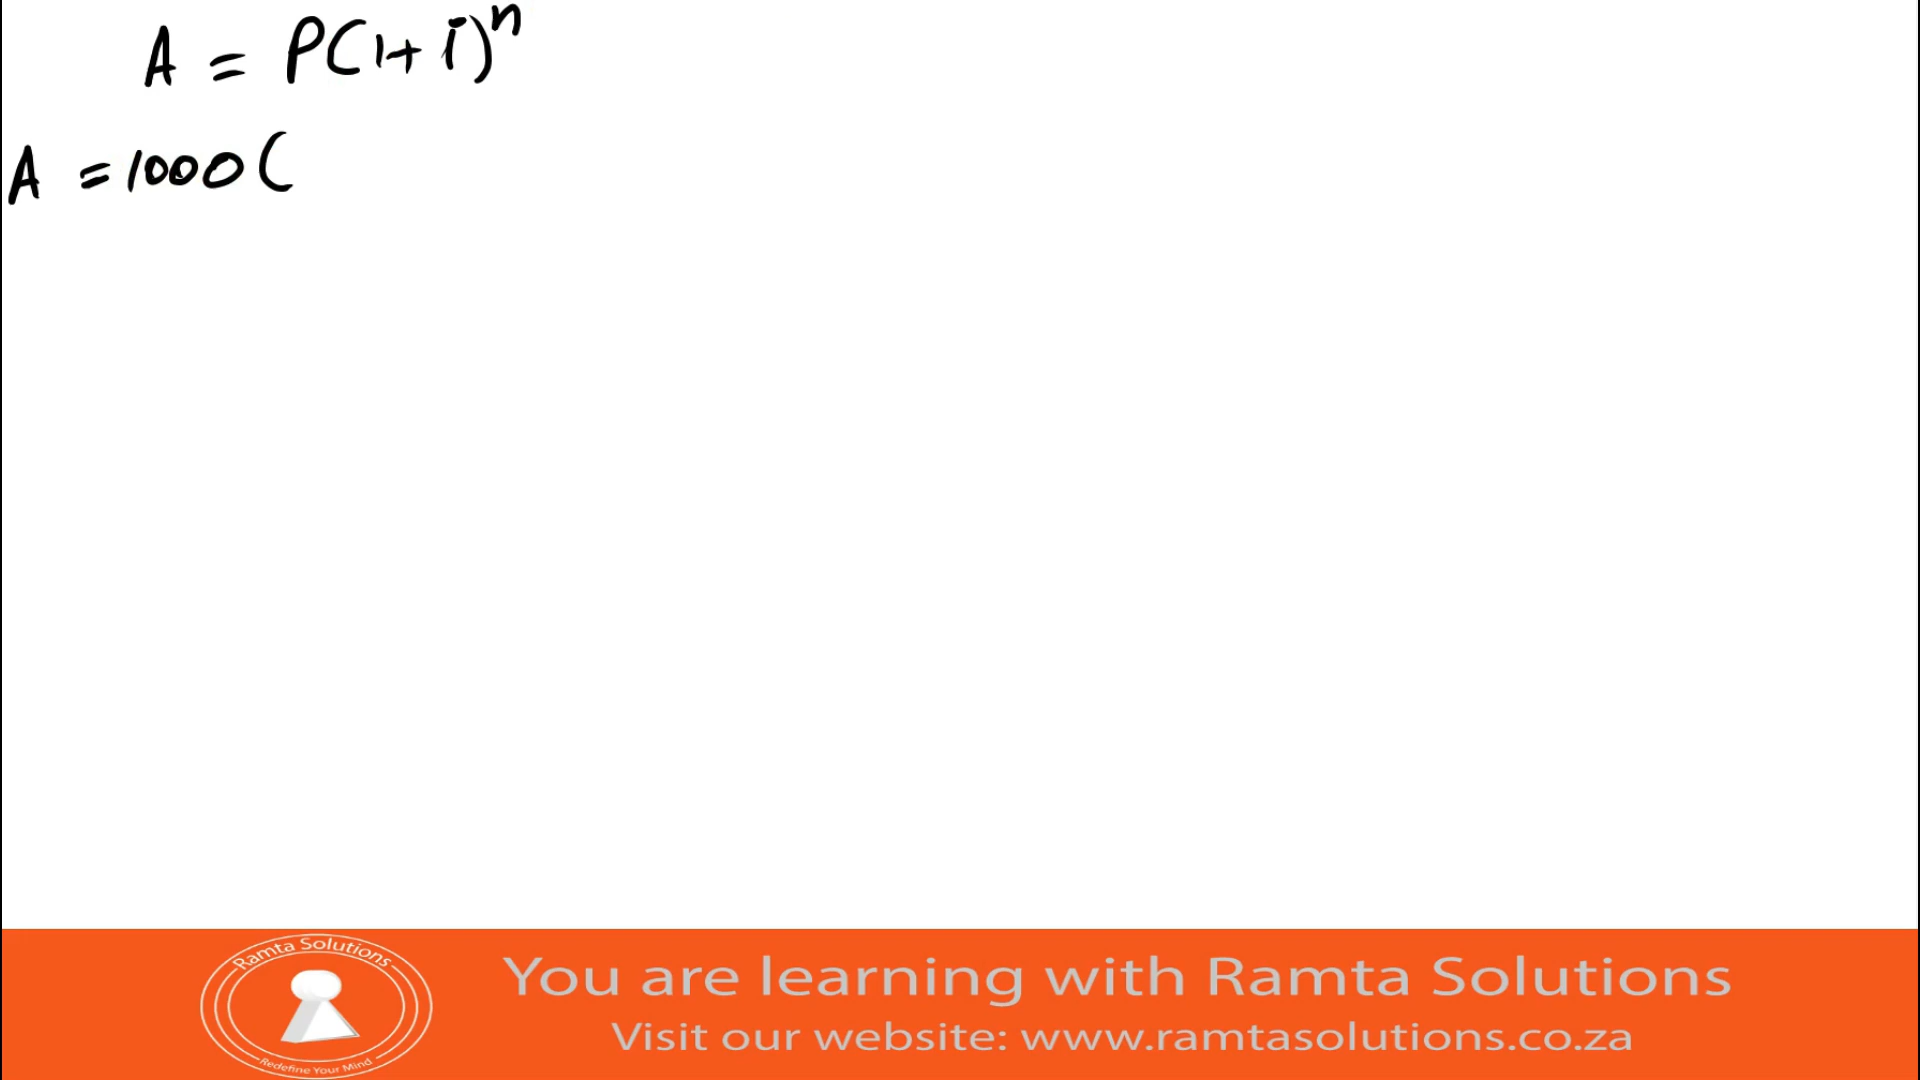 A = P(1+i)ⁿ
A = 1000(
Ramta Solutions
Redefine Your Mind
You are learning with Ramta Solutions
Visit our website: www.ramtasolutions.co.za